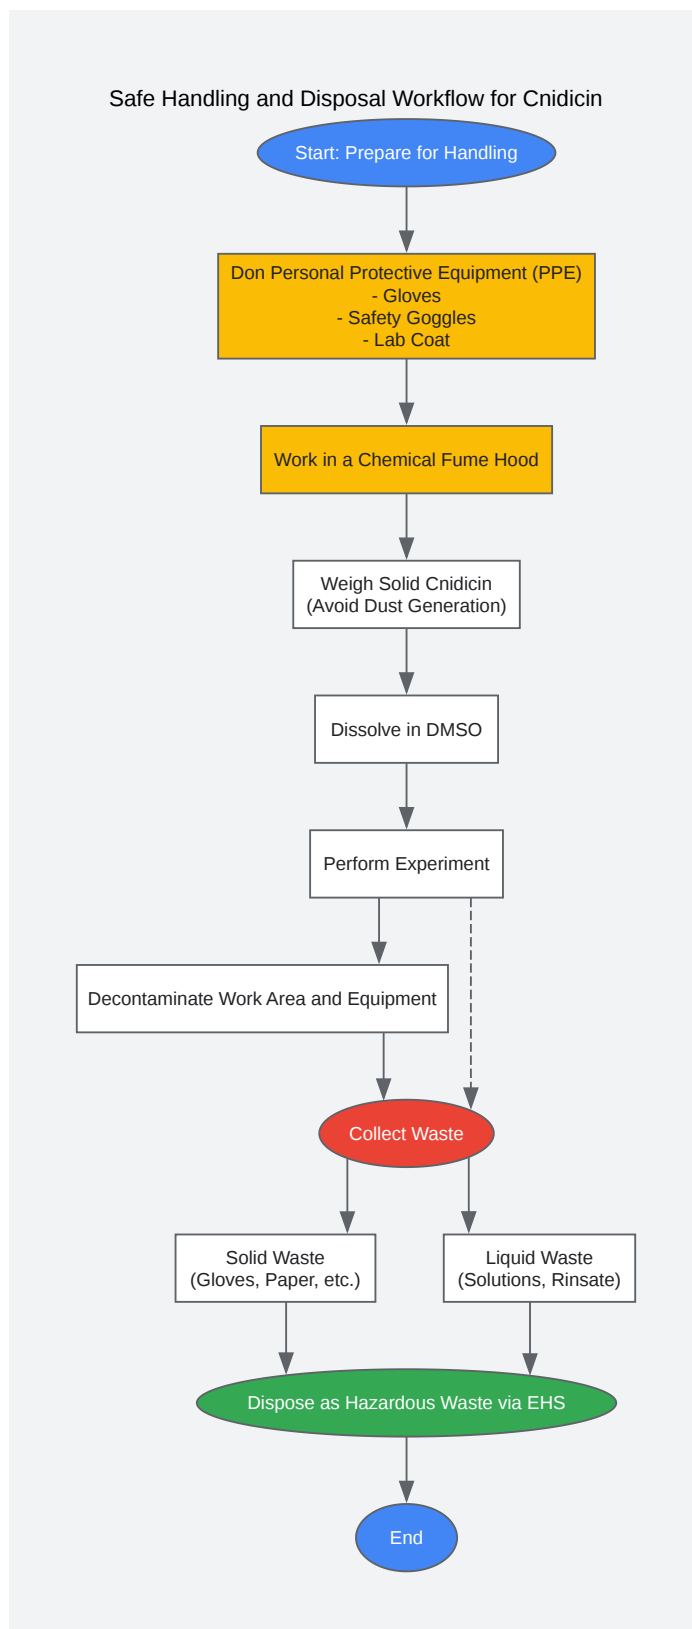 Safe Handling and Disposal Workflow for Cnidicin
Start: Prepare for Handling
Don Personal Protective Equipment (PPE)
- Gloves
- Safety Goggles
- Lab Coat
Work in a Chemical Fume Hood
Weigh Solid Cnidicin
(Avoid Dust Generation)
Dissolve in DMSO
Perform Experiment
Decontaminate Work Area and Equipment
Collect Waste
Solid Waste
(Gloves, Paper, etc.)
Liquid Waste
(Solutions, Rinsate)
Dispose as Hazardous Waste via EHS
End